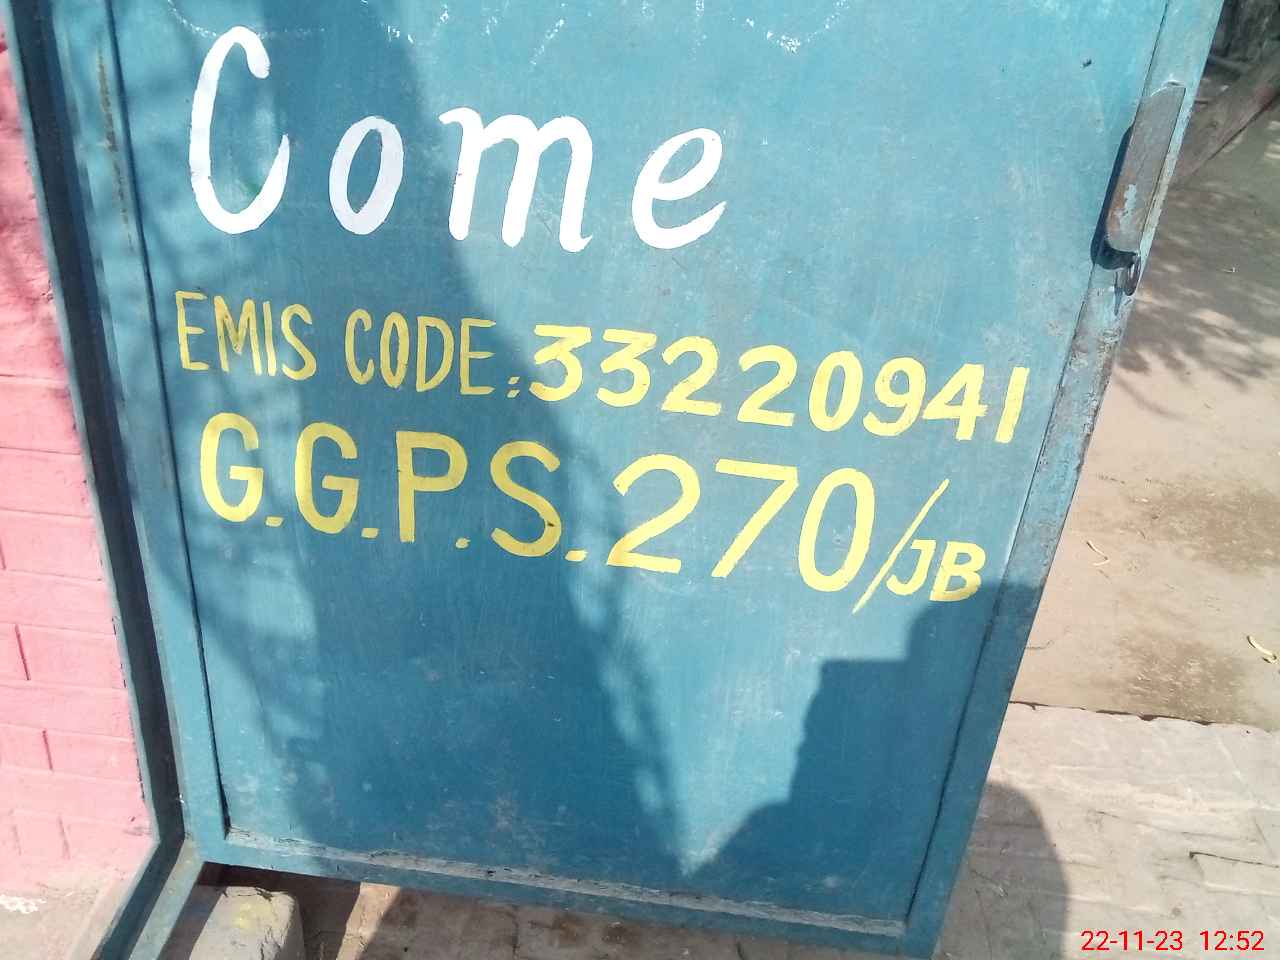 Come
EMIS CODE: 33220941
G.G.P.S. 270/JB
22-11-23 12:52